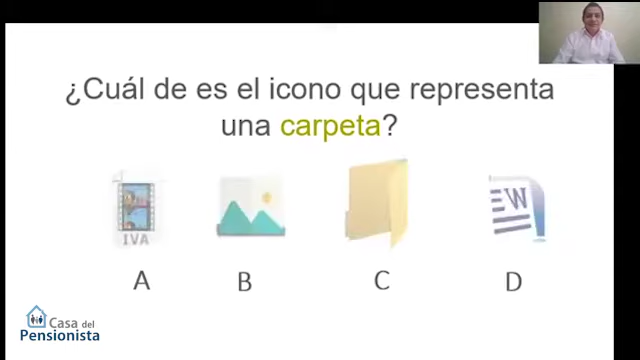 ¿Cuál de es el icono que representa
una carpeta?
IVA
W
A
B
C
D
Casa del
Pensionista